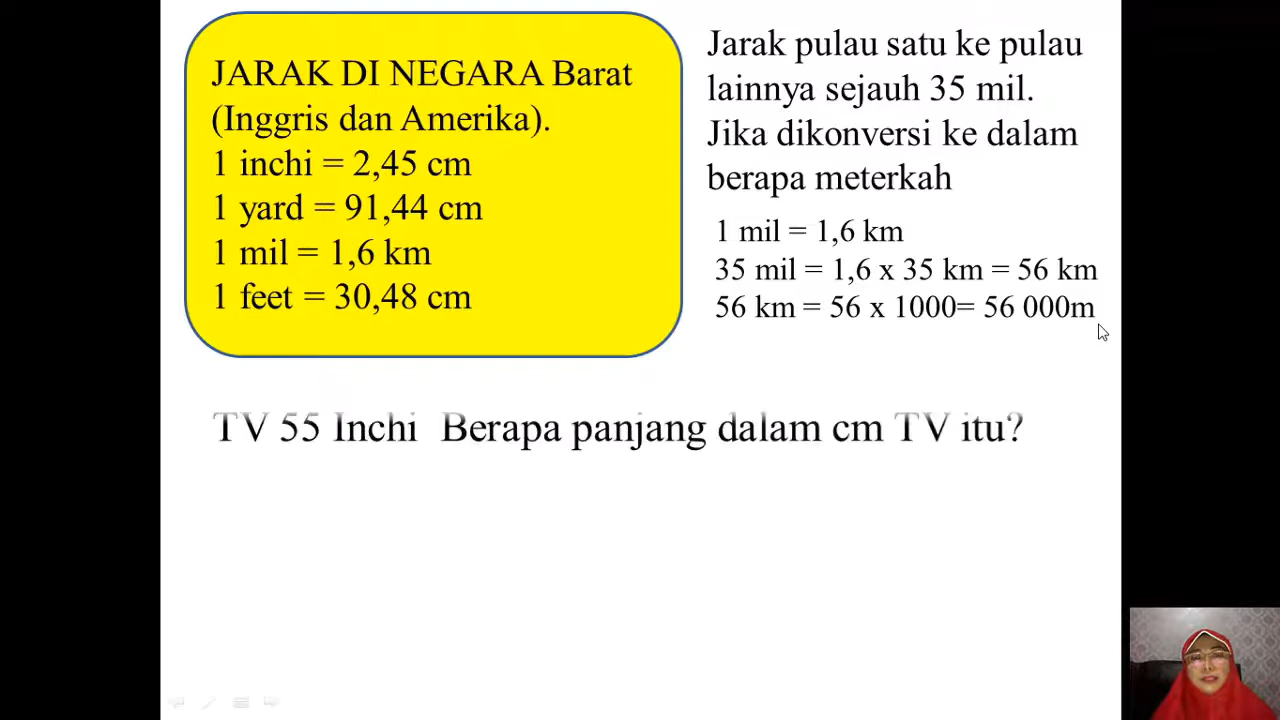 JARAK DI NEGARA Barat
(Inggris dan Amerika).
1 inchi = 2,45 cm
1 yard = 91,44 cm
1 mil = 1,6 km
1 feet = 30,48 cm
Jarak pulau satu ke pulau
lainnya sejauh 35 mil.
Jika dikonversi ke dalam
berapa meterkah
1 mil = 1,6 km
35 mil = 1,6 x 35 km = 56 km
56 km = 56 x 1000= 56 000m
TV 55 Inchi Berapa panjang dalam cm TV itu?